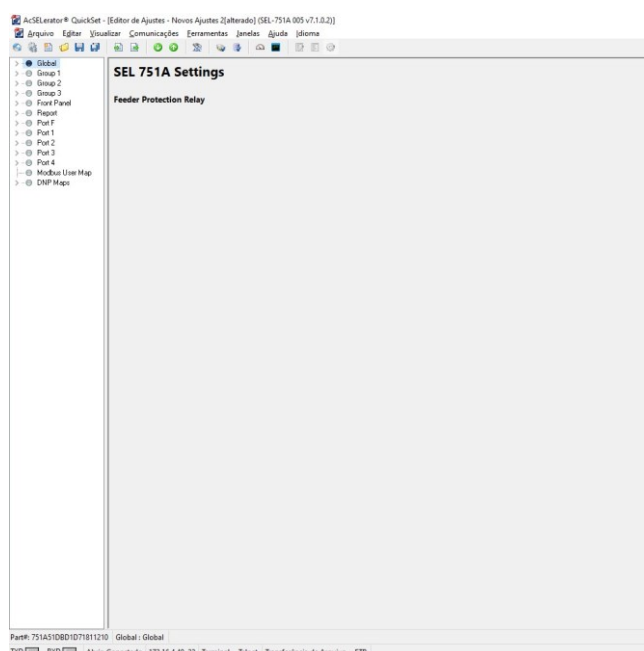 AcSELerator® QuickSet - [Editor de Ajustes - Novos Ajustes 2[alterado] (SEL-751A 005 v7.1.0.2)]
Arquivo Egitar Visualizar Comunicações Ferramentas Janelas Ajuda Idioma
Global
Group 1
Group 2
Group 3
Front Panel
Report
Port F
Port 1
Port 2
Port 3
Port 4
Modbus User Map
DNP Maps
SEL 751A Settings
Feeder Protection Relay
Part#: 751A51DBD1D71811210 Global : Global